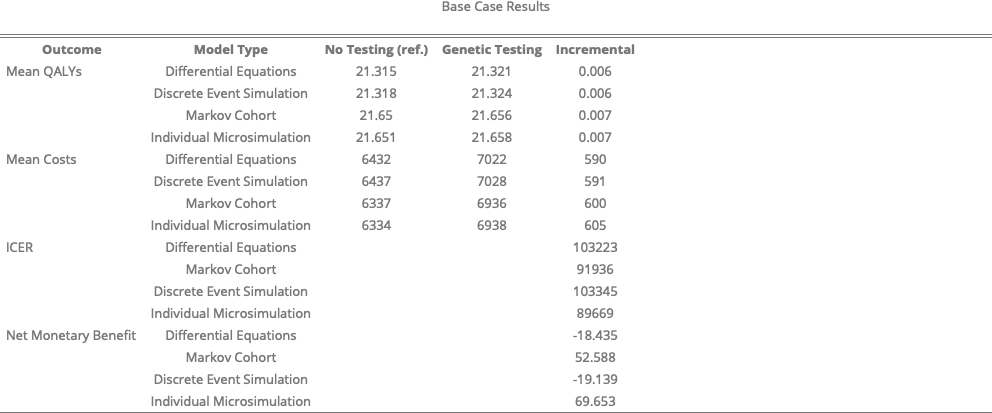 Base Case Results
Outcome Model Type No Testing (ref.) Genetic Testing Incremental
Mean QALYs Differential Equations 21.315 21.321 0.006
Discrete Event Simulation 21.318 21.324 0.006
Markov Cohort 21.65 21.656 0.007
Individual Microsimulation 21.651 21.658 0.007
Mean Costs Differential Equations 6432 7022 590
Discrete Event Simulation 6437 7028 591
Markov Cohort 6337 6936 600
Individual Microsimulation 6334 6938 605
ICER Differential Equations 103223
Markov Cohort 91936
Discrete Event Simulation 103345
Individual Microsimulation 89669
Net Monetary Benefit Differential Equations -18.435
Markov Cohort 52.588
Discrete Event Simulation -19.139
Individual Microsimulation 69.653